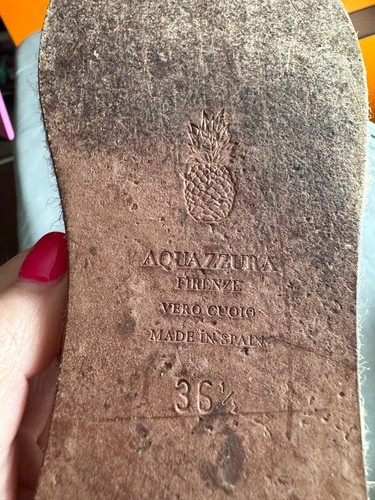 AQUAZZURA
FIRENZE
VERO CUOIO
MADE IN SPAIN
36½